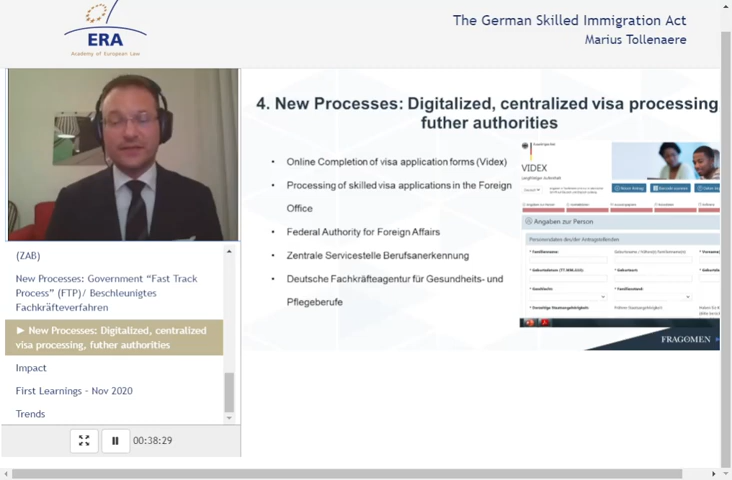 ERA
Academy of European Law
The German Skilled Immigration Act
Marius Tollenaere
4. New Processes: Digitalized, centralized visa processing
futher authorities
• Online Completion of visa application forms (Videx)
• Processing of skilled visa applications in the Foreign
Office
• Federal Authority for Foreign Affairs
• Zentrale Servicestelle Berufsanerkennung
• Deutsche Fachkräfteagentur für Gesundheits- und
Pflegeberufe
VIDEX
Angaben zur Person
FRAGOMEN
(ZAB)
New Processes: Government “Fast Track
Process” (FTP)/ Beschleunigtes
Fachkräfteverfahren
► New Processes: Digitalized, centralized
visa processing, futher authorities
Impact
First Learnings - Nov 2020
Trends
00:38:29